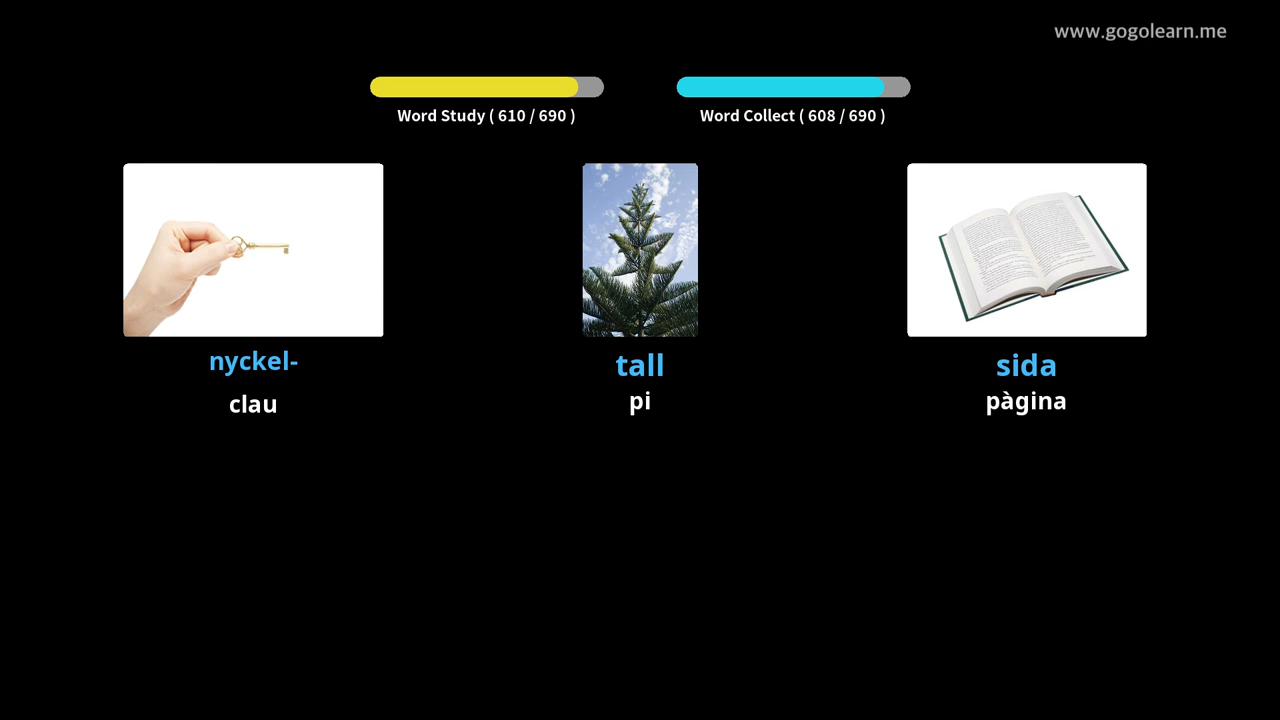 www.gogolearn.me
Word Study ( 610 / 690 )
Word Collect ( 608 / 690 )
nyckel-
clau
tall
pi
sida
pàgina